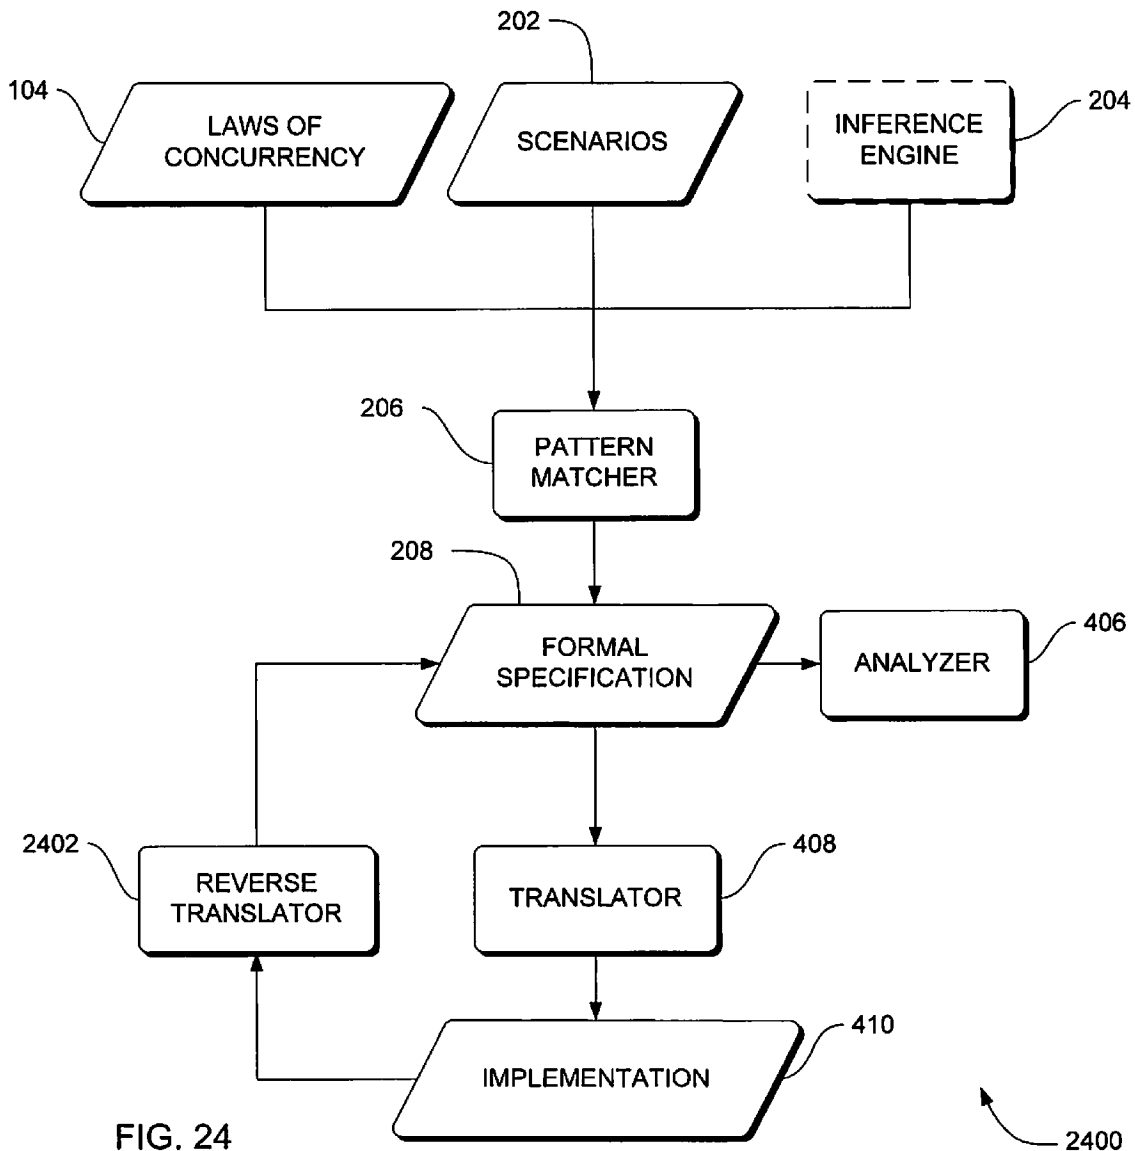 202
104
LAWS OF
CONCURRENCY
SCENARIOS
INFERENCE
ENGINE
204
206
PATTERN
MATCHER
208
FORMAL
SPECIFICATION
ANALYZER
406
2402
REVERSE
TRANSLATOR
TRANSLATOR
408
IMPLEMENTATION
410
FIG. 24
2400